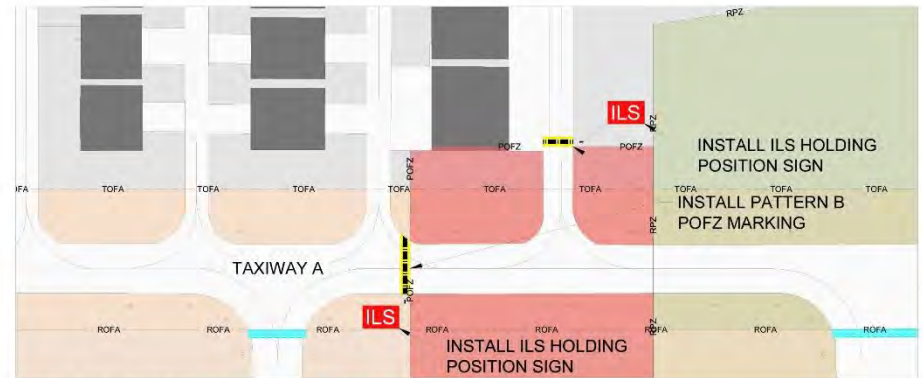 RPZ
ILS
RPZ
POFZ
POFZ
POFZ
INSTALL ILS HOLDING
POSITION SIGN
OFA
TOFA
TOFA
TOFA
TOFA
TOFA
TOFA
TOFA
TOFA
INSTALL PATTERN B
POFZ MARKING
RPZ
TAXIWAY A
POFZ
ILS
ROFA
ROFA
ROFA
ROFA
ROFA
ROFA
ROFA
ROFA
RPZ
INSTALL ILS HOLDING
POSITION SIGN